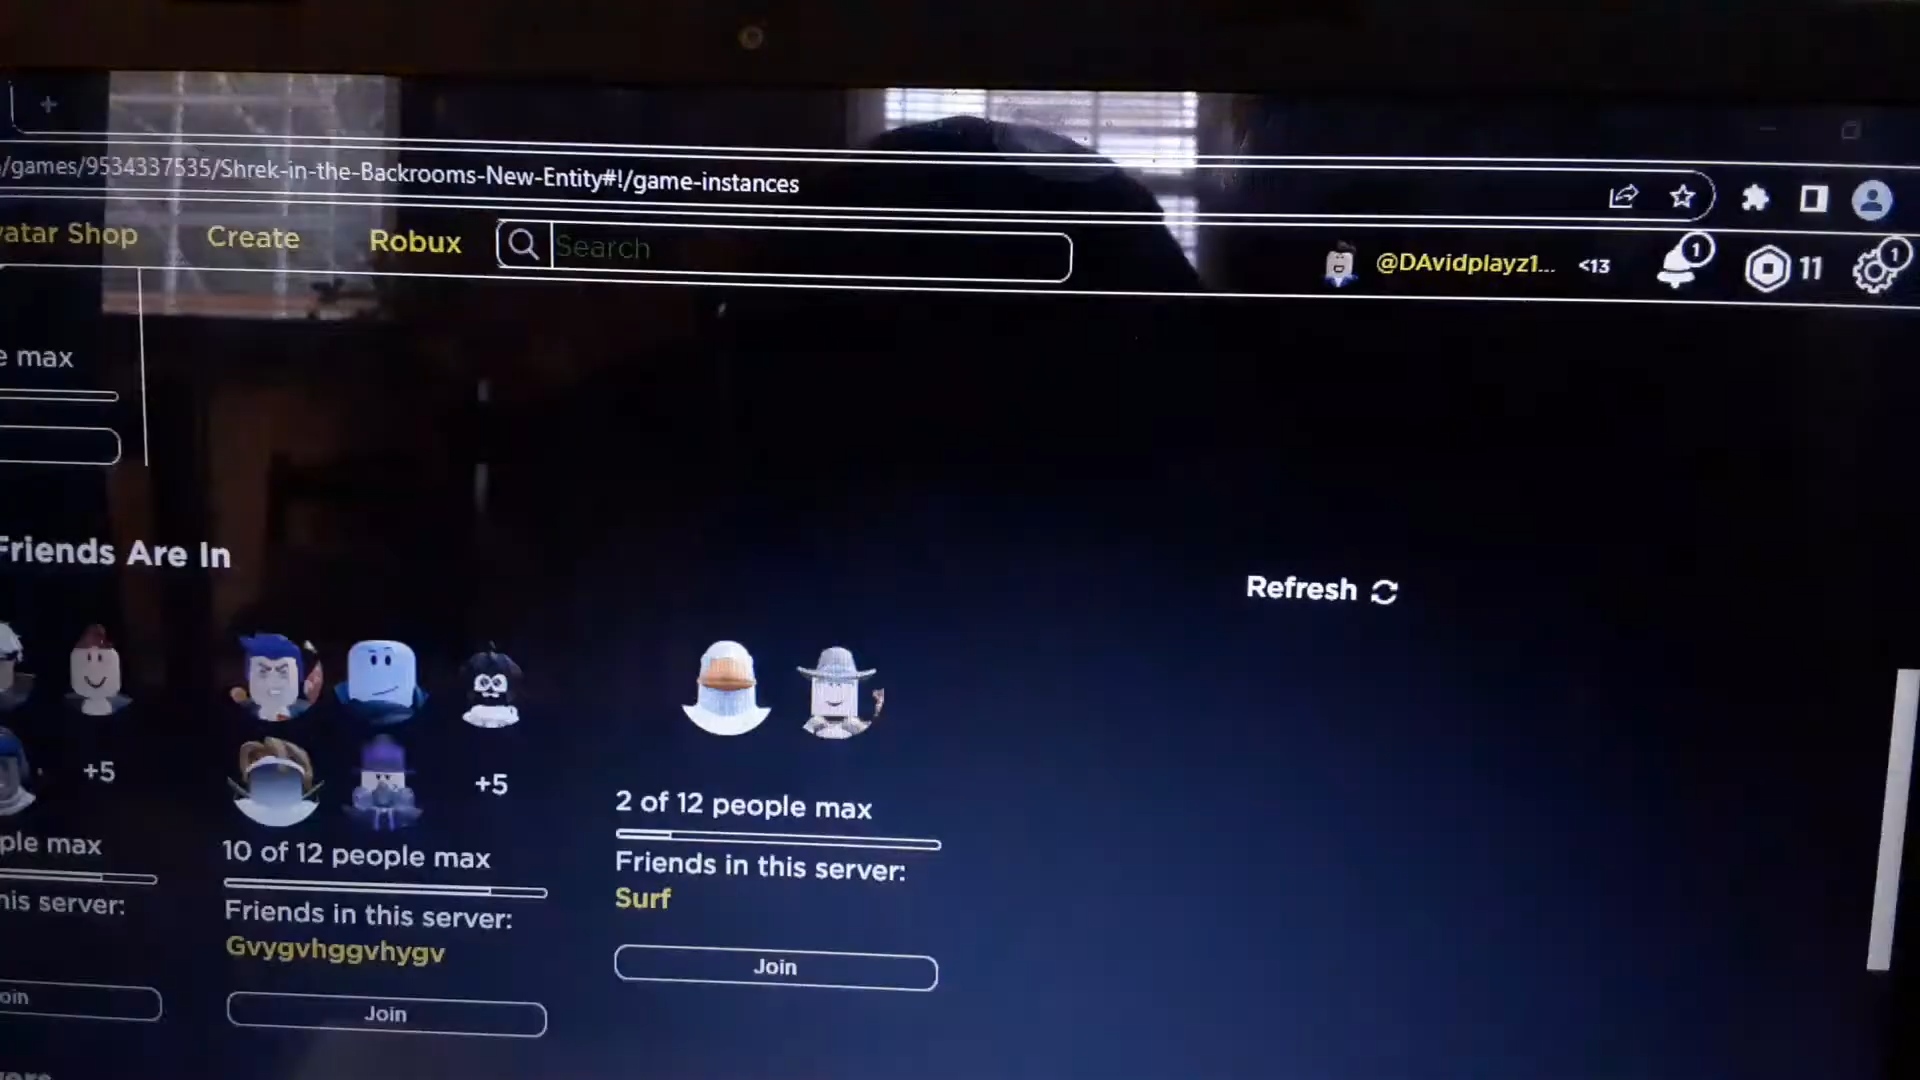 /games/9534337535/Shrek-in-the-Backrooms-New-Entity#!/game-instances
vatar Shop Create Robux Search @DAvidplayz1... <13 1 11 1
e max
Friends Are In
Refresh
+5 +5
2 of 12 people max
ple max 10 of 12 people max
Friends in this server:
his server: Friends in this server:
Surf
Gvygvhggvhygv
Join
oin Join